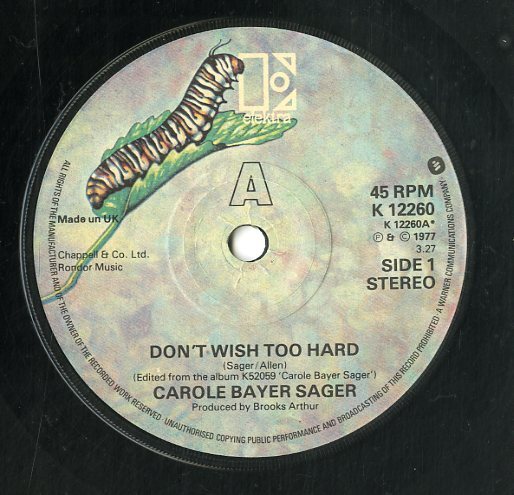 elektra
A
45 RPM
K 12260
K 12260A*
℗ & © 1977
3.27
SIDE 1
STEREO
Made un UK
Chappell & Co. Ltd.
Rondor Music
DON'T WISH TOO HARD
(Sager/Allen)
(Edited from the album K52059 'Carole Bayer Sager')
CAROLE BAYER SAGER
Produced by Brooks Arthur
ALL RIGHTS OF THE MANUFACTURER AND OF THE OWNER OF THE RECORDED WORK RESERVED · UNAUTHORISED COPYING PUBLIC PERFORMANCE AND BROADCASTING OF THIS RECORD PROHIBITED · A WARNER COMMUNICATIONS COMPANY